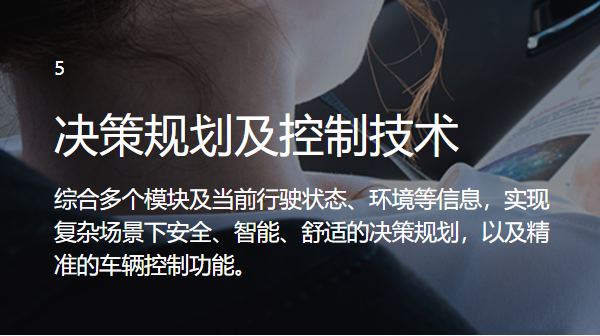 5
决策规划及控制技术
综合多个模块及当前行驶状态、环境等信息，实现
复杂场景下安全、智能、舒适的决策规划，以及精
准的车辆控制功能。